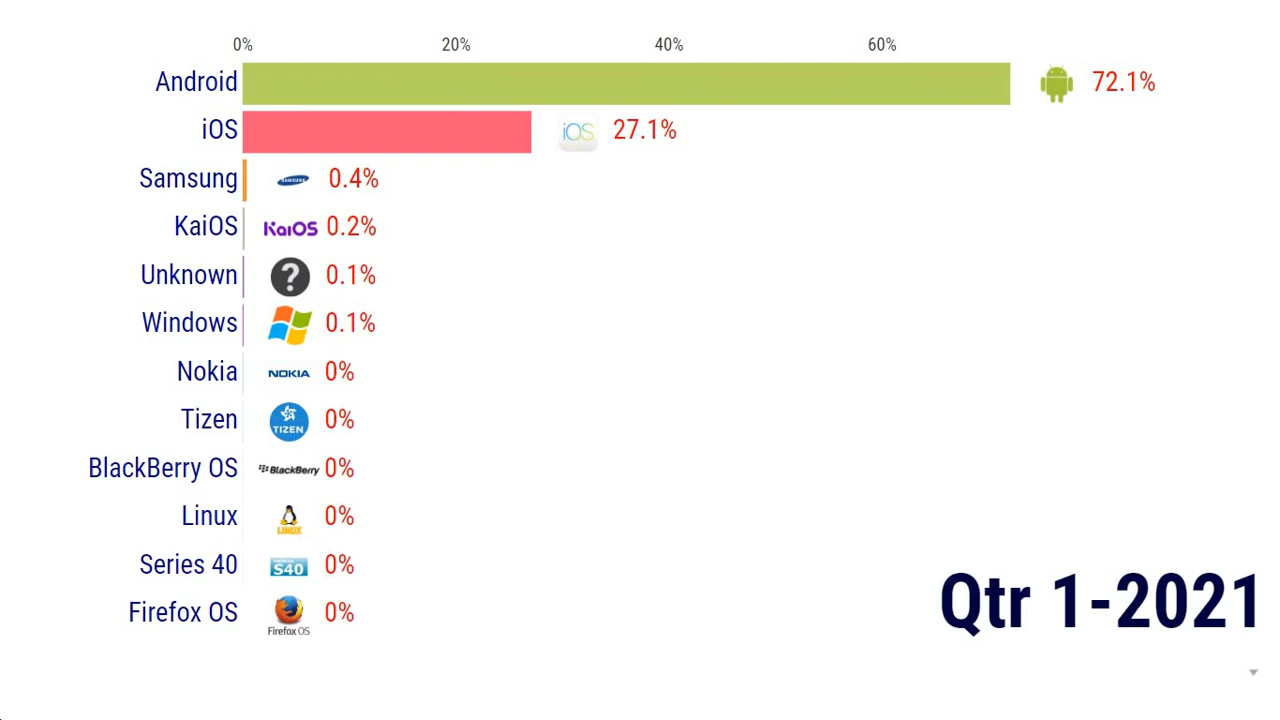 0% 20% 40% 60%
Android 72.1%
iOS iOS 27.1%
Samsung SAMSUNG 0.4%
KaiOS KaiOS 0.2%
Unknown ? 0.1%
Windows 0.1%
Nokia NOKIA 0%
Tizen TIZEN 0%
BlackBerry OS BlackBerry 0%
Linux LINUX 0%
Series 40 S40 0%
Firefox OS Firefox OS 0%
Qtr 1-2021